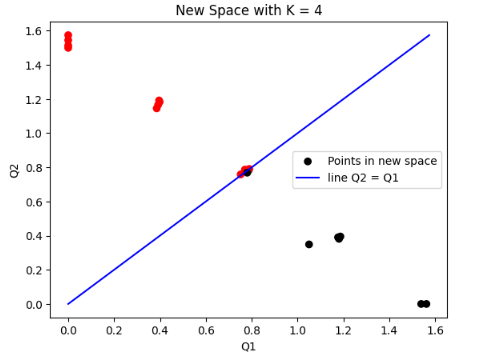 New Space with K = 4
1.6
1.4
1.2
1.0
0.8
0.6
0.4
0.2
0.0
Q2
Points in new space
line Q2 = Q1
0.0 0.2 0.4 0.6 0.8 1.0 1.2 1.4 1.6
Q1